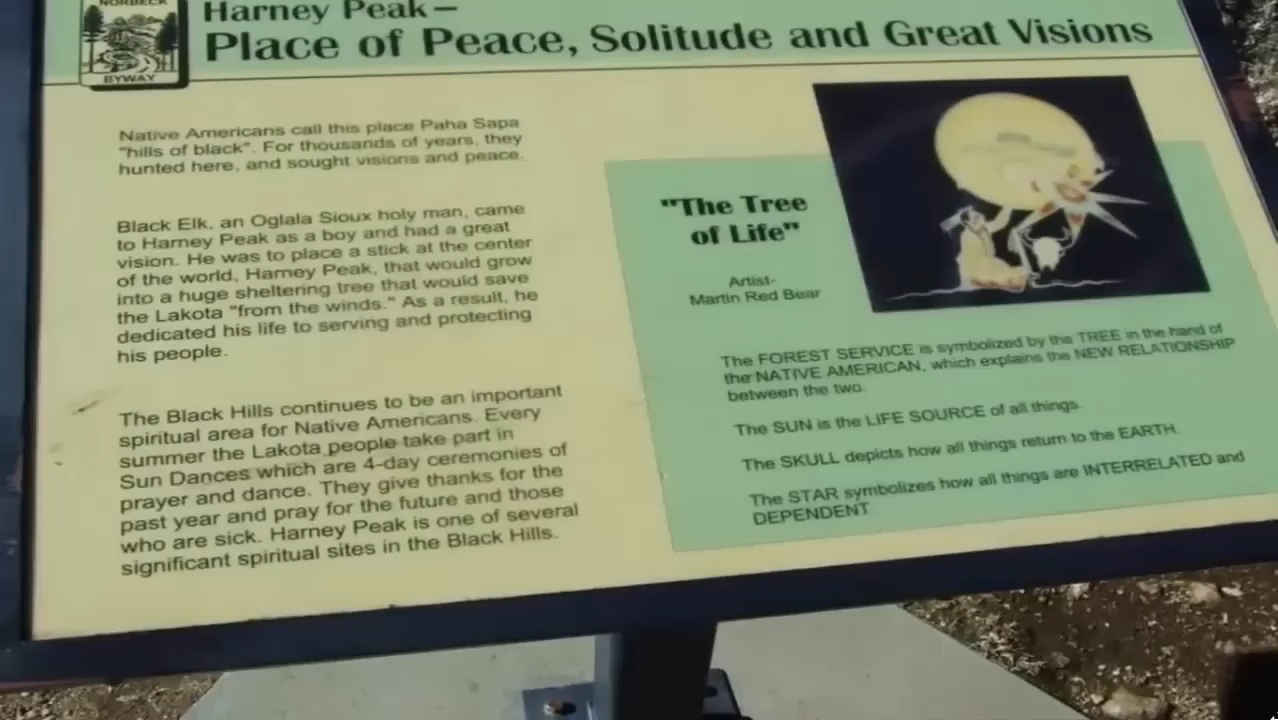 NORBECK
BYWAY
Harney Peak –
Place of Peace, Solitude and Great Visions
Native Americans call this place Paha Sapa
"hills of black". For thousands of years, they
hunted here, and sought visions and peace.
Black Elk, an Oglala Sioux holy man, came
to Harney Peak as a boy and had a great
vision. He was to place a stick at the center
of the world, Harney Peak, that would grow
into a huge sheltering tree that would save
the Lakota "from the winds." As a result, he
dedicated his life to serving and protecting
his people.
The Black Hills continues to be an important
spiritual area for Native Americans. Every
summer the Lakota people take part in
Sun Dances which are 4-day ceremonies of
prayer and dance. They give thanks for the
past year and pray for the future and those
who are sick. Harney Peak is one of several
significant spiritual sites in the Black Hills.
"The Tree
of Life"
Artist-
Martin Red Bear
The FOREST SERVICE is symbolized by the TREE in the hand of
the NATIVE AMERICAN, which explains the NEW RELATIONSHIP
between the two.
The SUN is the LIFE SOURCE of all things.
The SKULL depicts how all things return to the EARTH.
The STAR symbolizes how all things are INTERRELATED and
DEPENDENT